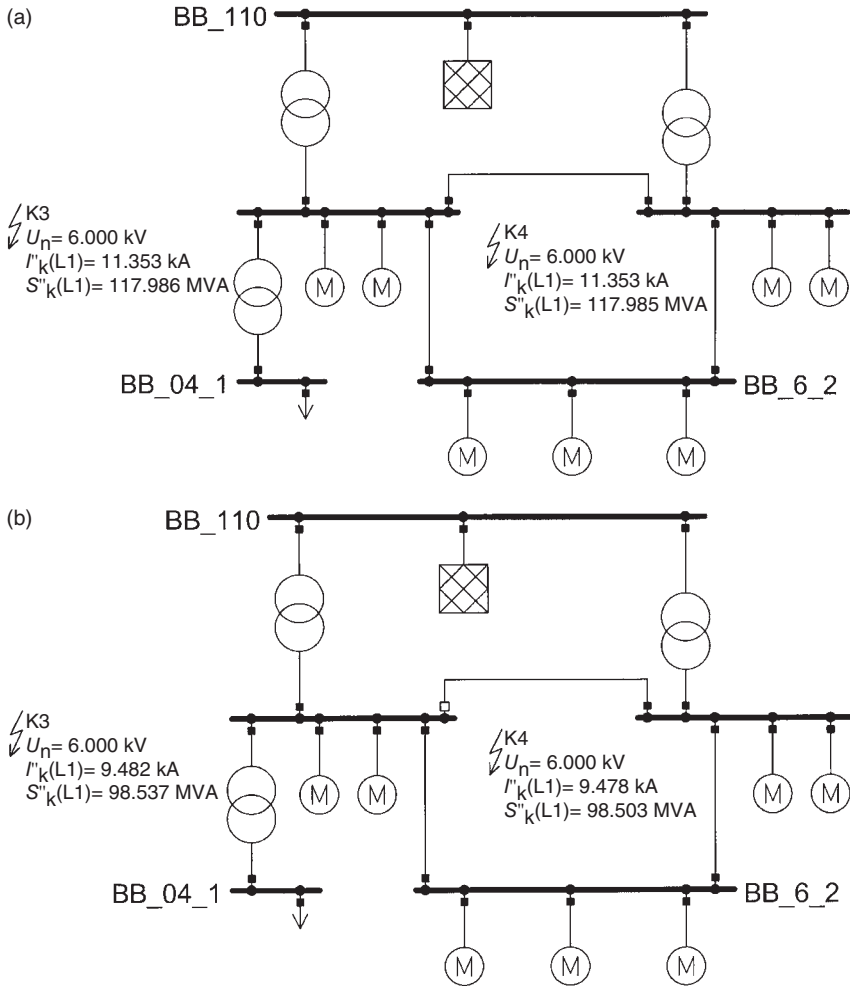 (a)
BB_110
K3
Un= 6.000 kV
I"k(L1)= 11.353 kA
S"k(L1)= 117.986 MVA
K4
Un= 6.000 kV
I"k(L1)= 11.353 kA
S"k(L1)= 117.985 MVA
M
M
M
M
BB_04_1
BB_6_2
M
M
M
(b)
BB_110
K3
Un= 6.000 kV
I"k(L1)= 9.482 kA
S"k(L1)= 98.537 MVA
K4
Un= 6.000 kV
I"k(L1)= 9.478 kA
S"k(L1)= 98.503 MVA
M
M
M
M
BB_04_1
BB_6_2
M
M
M